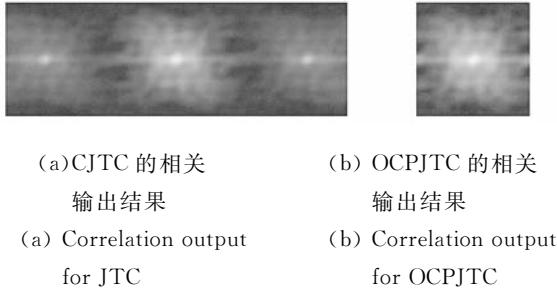 (a)CJTC 的相关
输出结果
(a) Correlation output
for JTC
(b) OCPJTC 的相关
输出结果
(b) Correlation output
for OCPJTC